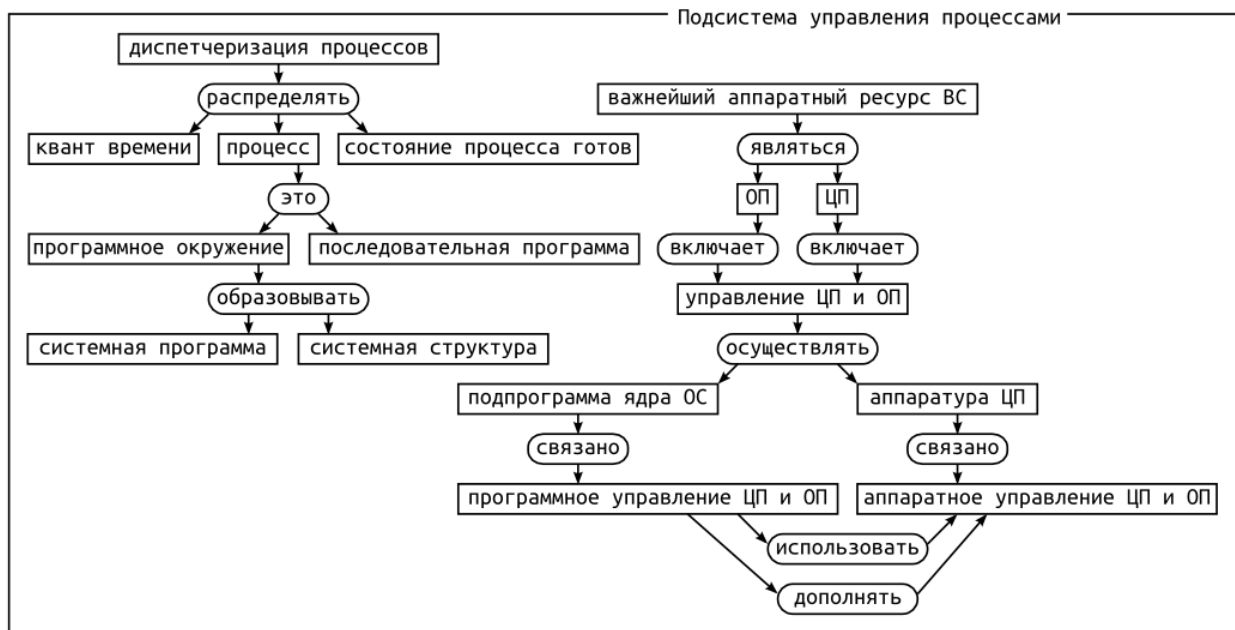 Подсистема управления процессами
диспетчеризация процессов
распределять
важнейший аппаратный ресурс ВС
квант времени
процесс
состояние процесса готов
являться
это
ОП
ЦП
программное окружение
последовательная программа
включает
включает
образовывать
управление ЦП и ОП
системная программа
системная структура
осуществлять
подпрограмма ядра ОС
аппаратура ЦП
связано
связано
программное управление ЦП и ОП
аппаратное управление ЦП и ОП
использовать
дополнять